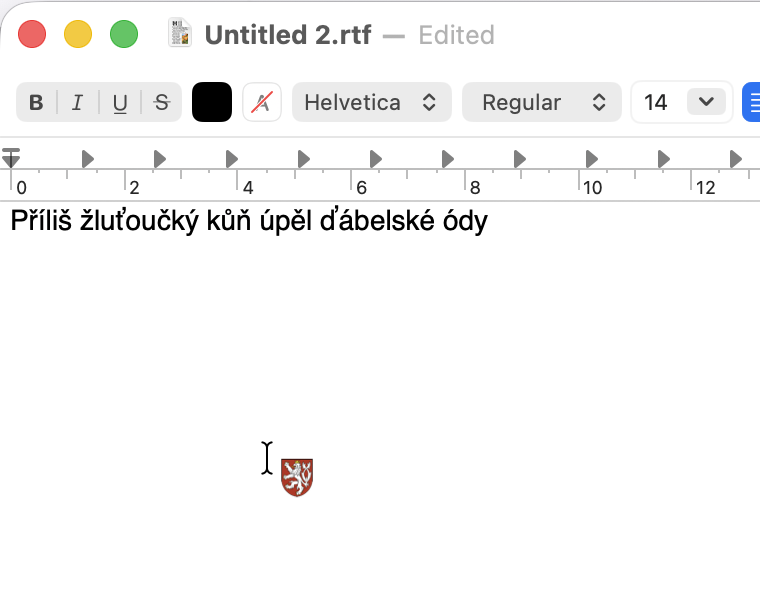 Untitled 2.rtf — Edited
B I U S A Helvetica Regular 14
0 2 4 6 8 10 12
Příliš žluťoučký kůň úpěl ďábelské ódy